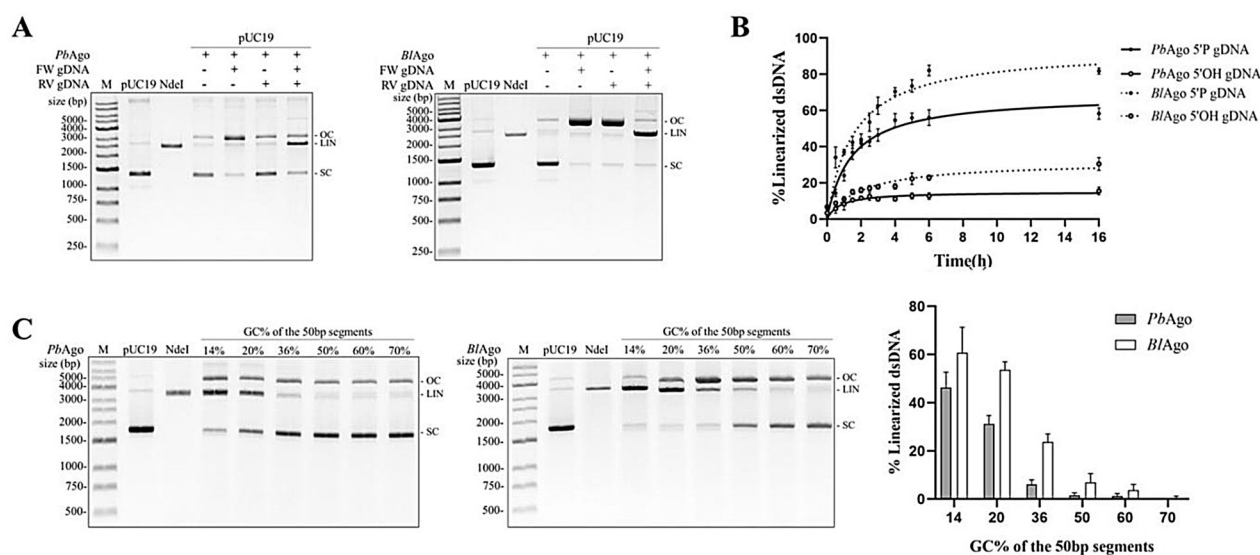 A
pUC19
PbAgo + + + +
FW gDNA - + - +
M pUC19 NdeI RV gDNA - - + +
size (bp)
5000-
4000-
3000-
2000-
1500-
1000-
750-
500-
250-
- OC
- LIN
- SC
pUC19
BlAgo + + + +
FW gDNA - + - +
M pUC19 NdeI RV gDNA - - + +
size (bp)
5000-
4000-
3000-
2000-
1500-
1000-
750-
500-
250-
- OC
- LIN
- SC
B
%Linearized dsDNA
100
80
60
40
20
0
0 2 4 6 8 10 12 14 16
Time(h)
PbAgo 5'P gDNA
PbAgo 5'OH gDNA
BlAgo 5'P gDNA
BlAgo 5'OH gDNA
C
GC% of the 50bp segments
PbAgo
M pUC19 NdeI 14% 20% 36% 50% 60% 70%
size (bp)
5000-
4000-
3000-
2000-
1500-
1000-
750-
500-
- OC
- LIN
- SC
GC% of the 50bp segments
BlAgo
M pUC19 NdeI 14% 20% 36% 50% 60% 70%
size (bp)
5000-
4000-
3000-
2000-
1500-
1000-
750-
500-
- OC
- LIN
- SC
% Linearized dsDNA
80
60
40
20
0
14 20 36 50 60 70
GC% of the 50bp segments
PbAgo
BlAgo